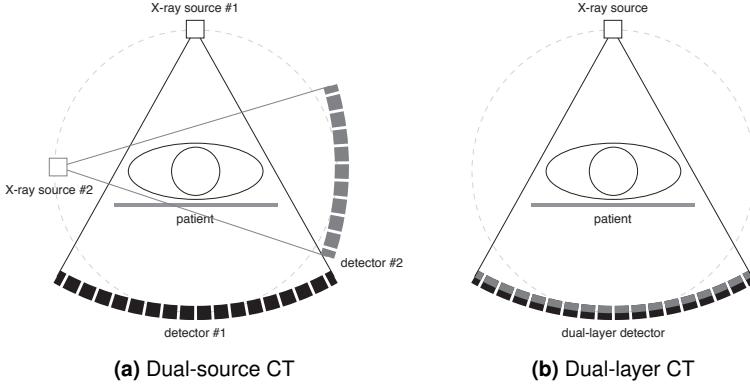 X-ray source #1
X-ray source #2
patient
detector #2
detector #1
(a) Dual-source CT
X-ray source
patient
dual-layer detector
(b) Dual-layer CT